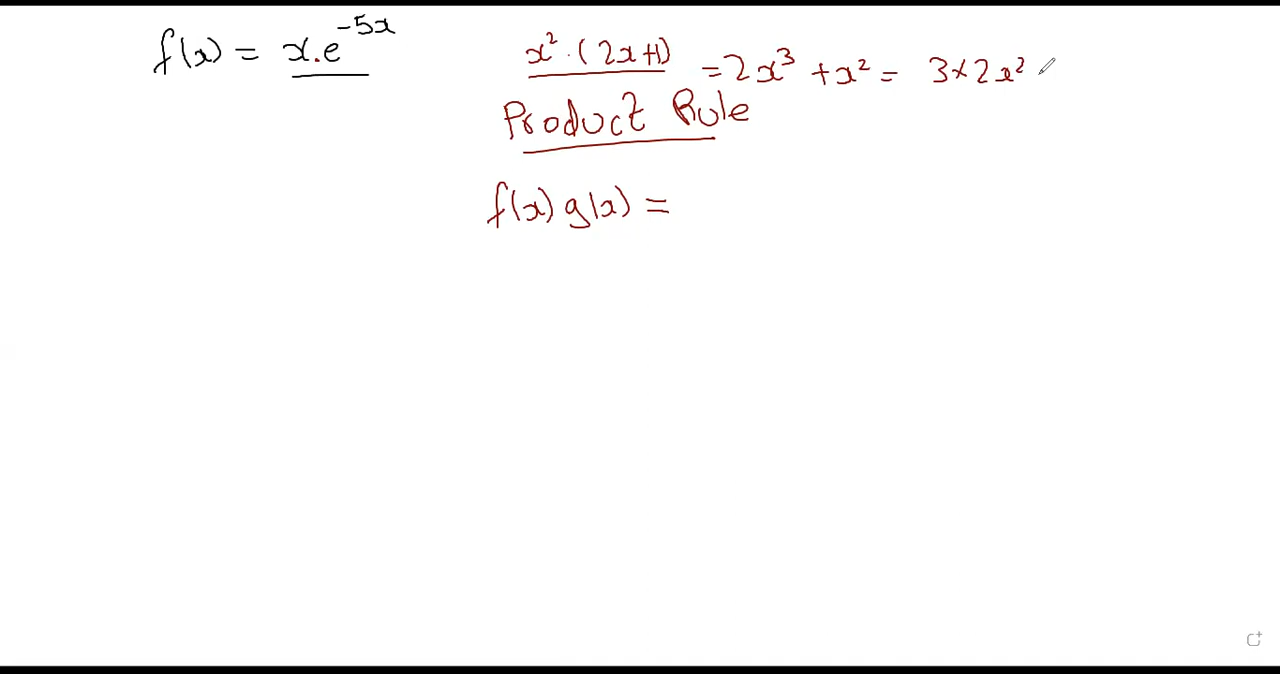 f(x) = x.e^{-5x}
x² · (2x+1) = 2x³ + x² = 3×2x²
Product Rule
f(x) g(x) =